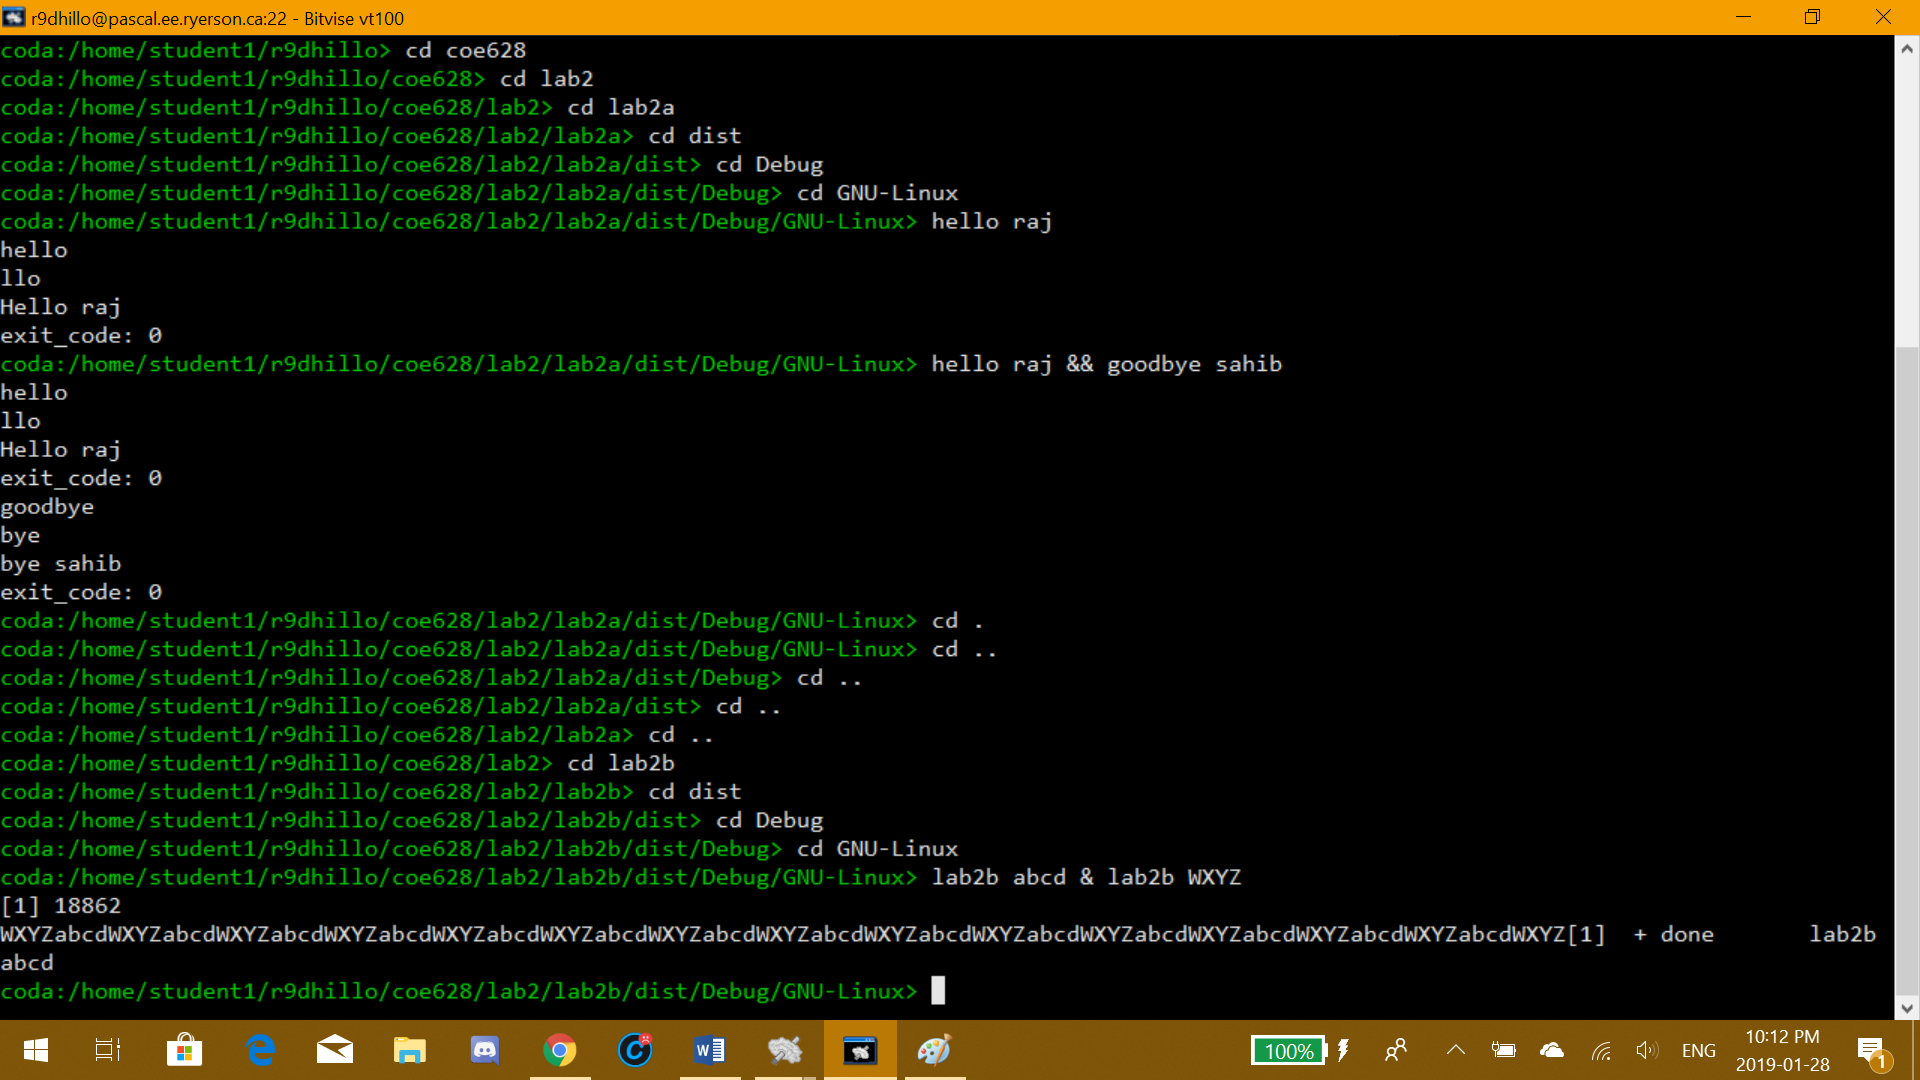 r9dhillo@pascal.ee.ryerson.ca:22 - Bitvise vt100
coda:/home/student1/r9dhillo> cd coe628
coda:/home/student1/r9dhillo/coe628> cd lab2
coda:/home/student1/r9dhillo/coe628/lab2> cd lab2a
coda:/home/student1/r9dhillo/coe628/lab2/lab2a> cd dist
coda:/home/student1/r9dhillo/coe628/lab2/lab2a/dist> cd Debug
coda:/home/student1/r9dhillo/coe628/lab2/lab2a/dist/Debug> cd GNU-Linux
coda:/home/student1/r9dhillo/coe628/lab2/lab2a/dist/Debug/GNU-Linux> hello raj
hello
llo
Hello raj
exit_code: 0
coda:/home/student1/r9dhillo/coe628/lab2/lab2a/dist/Debug/GNU-Linux> hello raj && goodbye sahib
hello
llo
Hello raj
exit_code: 0
goodbye
bye
bye sahib
exit_code: 0
coda:/home/student1/r9dhillo/coe628/lab2/lab2a/dist/Debug/GNU-Linux> cd .
coda:/home/student1/r9dhillo/coe628/lab2/lab2a/dist/Debug/GNU-Linux> cd ..
coda:/home/student1/r9dhillo/coe628/lab2/lab2a/dist/Debug> cd ..
coda:/home/student1/r9dhillo/coe628/lab2/lab2a/dist> cd ..
coda:/home/student1/r9dhillo/coe628/lab2/lab2a> cd ..
coda:/home/student1/r9dhillo/coe628/lab2> cd lab2b
coda:/home/student1/r9dhillo/coe628/lab2/lab2b> cd dist
coda:/home/student1/r9dhillo/coe628/lab2/lab2b/dist> cd Debug
coda:/home/student1/r9dhillo/coe628/lab2/lab2b/dist/Debug> cd GNU-Linux
coda:/home/student1/r9dhillo/coe628/lab2/lab2b/dist/Debug/GNU-Linux> lab2b abcd & lab2b WXYZ
[1] 18862
WXYZabcdWXYZabcdWXYZabcdWXYZabcdWXYZabcdWXYZabcdWXYZabcdWXYZabcdWXYZabcdWXYZabcdWXYZabcdWXYZabcdWXYZabcdWXYZabcdWXYZ[1]  + done       lab2b
abcd
coda:/home/student1/r9dhillo/coe628/lab2/lab2b/dist/Debug/GNU-Linux>
100%
ENG
10:12 PM
2019-01-28
1